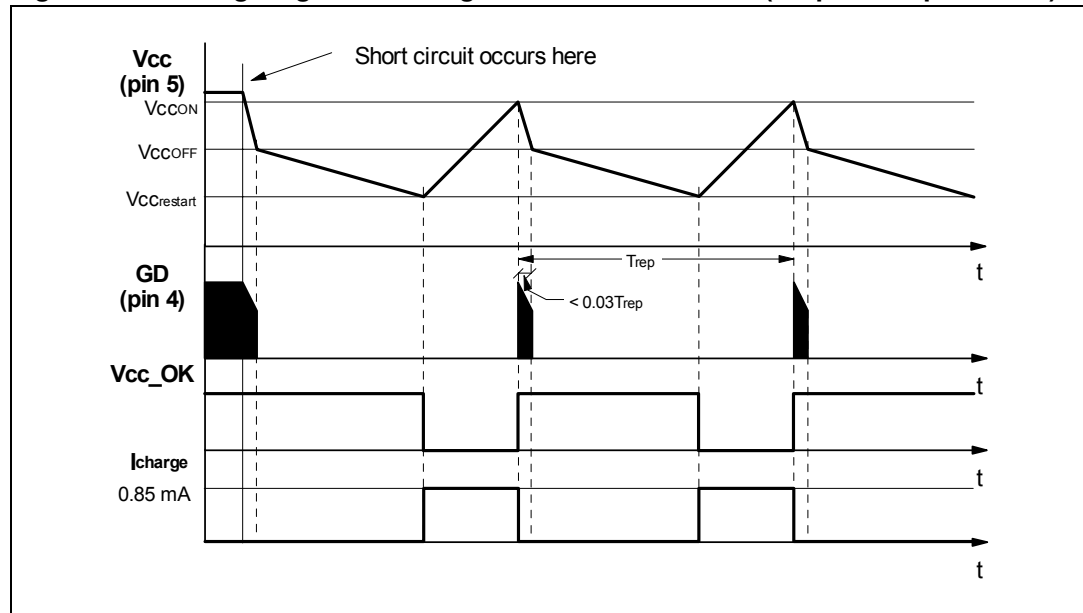 Vcc
(pin 5)
Short circuit occurs here
VccON
VccOFF
Vccrestart
t
GD
(pin 4)
Trep
< 0.03Trep
t
Vcc_OK
t
Icharge
0.85 mA
t